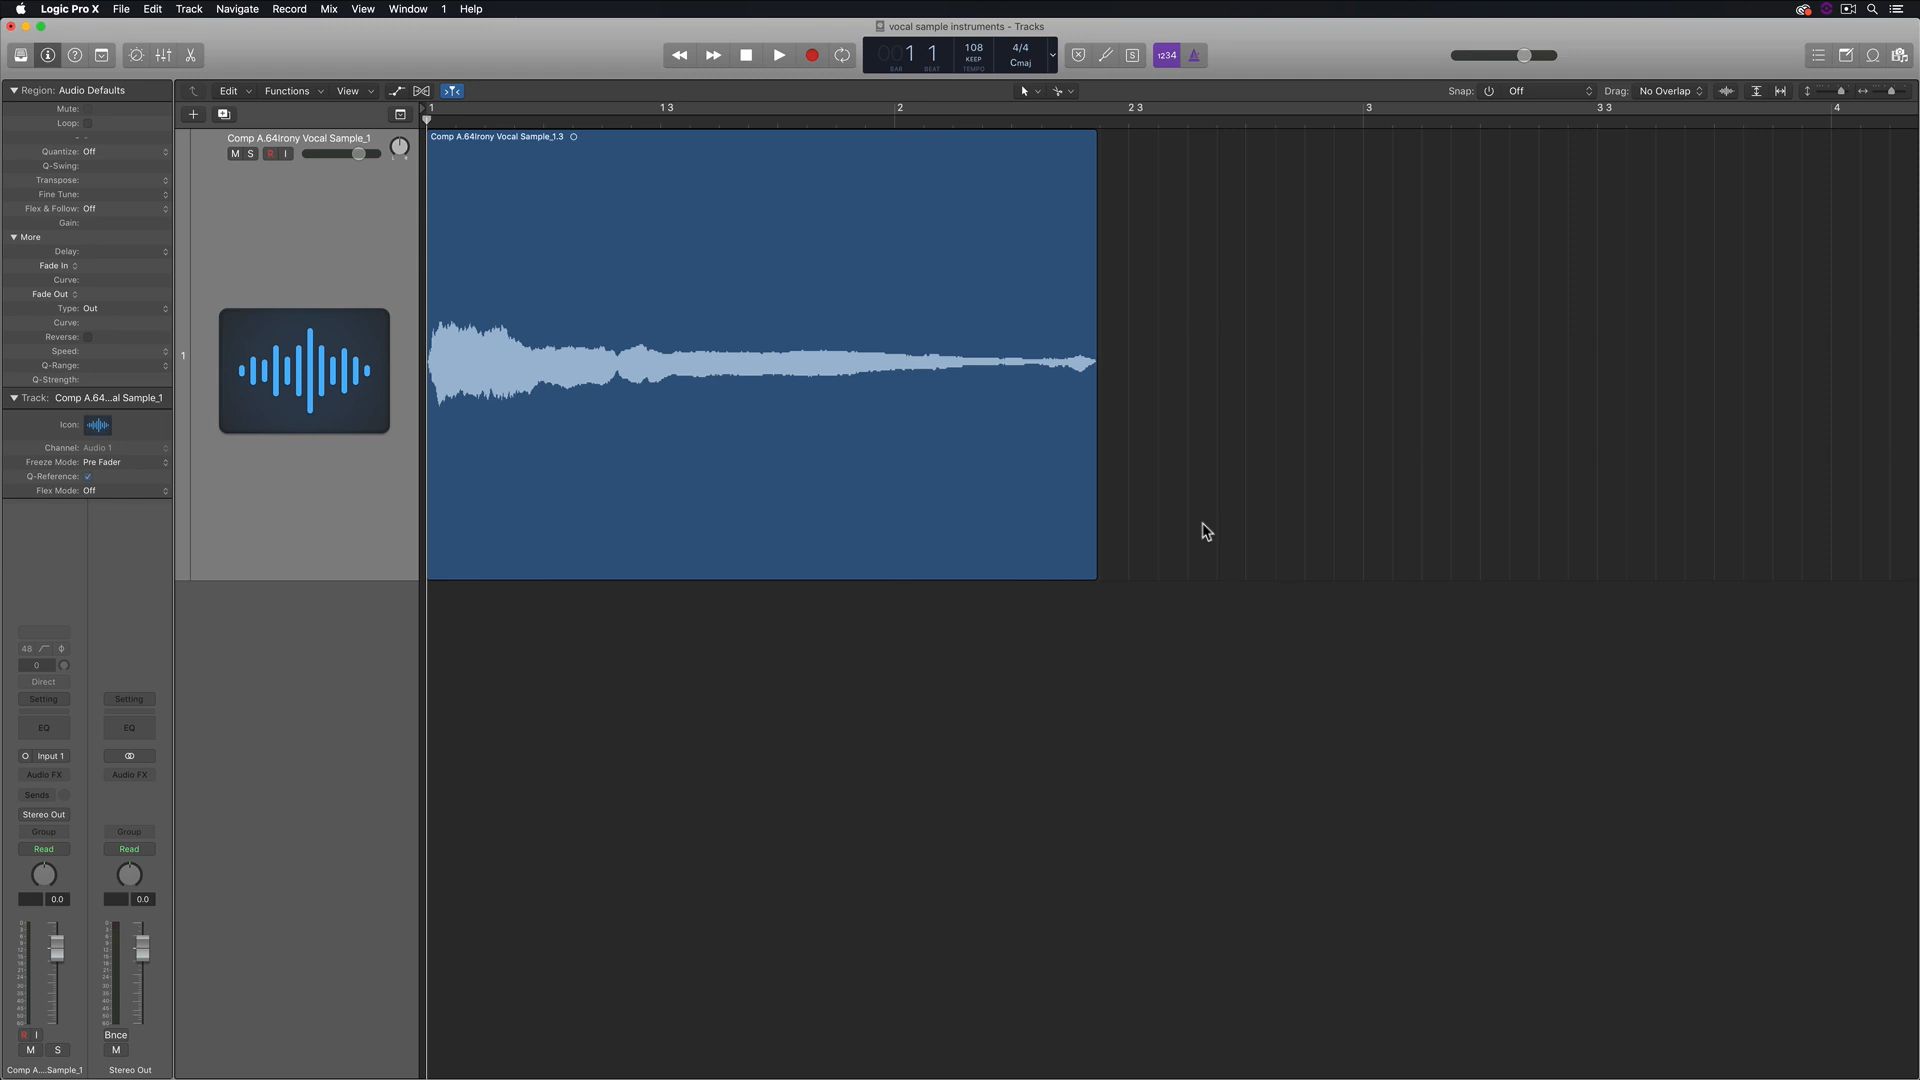 Logic Pro X File Edit Track Navigate Record Mix View Window 1 Help
vocal sample instruments - Tracks
001 1
BAR BEAT
108
KEEP
TEMPO
4/4
Cmaj
S
1234
Region: Audio Defaults
Mute:
Loop:
- -
Quantize: Off
Q-Swing:
Transpose:
Fine Tune:
Flex & Follow: Off
Gain:
More
Delay:
Fade In
Curve:
Fade Out
Type: Out
Curve:
Reverse:
Speed:
Q-Range:
Q-Strength:
Track: Comp A.64...al Sample_1
Icon:
Channel: Audio 1
Freeze Mode: Pre Fader
Q-Reference:
Flex Mode: Off
Edit Functions View
Snap: Off Drag: No Overlap
1 1 3 2 2 3 3 3 3 4
Comp A.64Irony Vocal Sample_1
M S R I
L R
1
Comp A.64Irony Vocal Sample_1.3
48
0
Direct
Setting Setting
EQ EQ
Input 1
Audio FX Audio FX
Sends
Stereo Out
Group Group
Read Read
0.0 0.0
R I Bnce
M S M
Comp A....Sample_1 Stereo Out